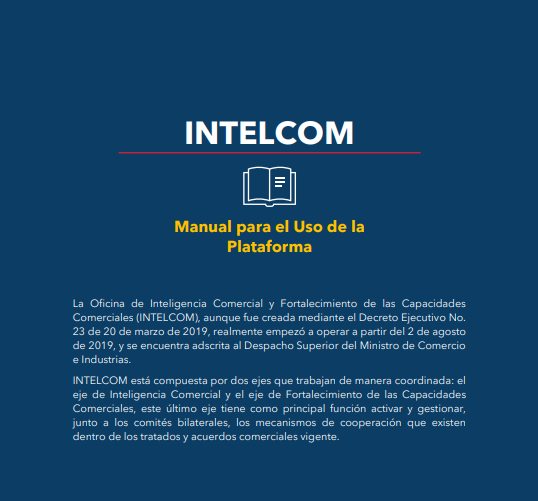 INTELCOM
Manual para el Uso de la
Plataforma
La Oficina de Inteligencia Comercial y Fortalecimiento de las Capacidades
Comerciales (INTELCOM), aunque fue creada mediante el Decreto Ejecutivo No.
23 de 20 de marzo de 2019, realmente empezó a operar a partir del 2 de agosto
de 2019, y se encuentra adscrita al Despacho Superior del Ministro de Comercio
e Industrias.
INTELCOM está compuesta por dos ejes que trabajan de manera coordinada: el
eje de Inteligencia Comercial y el eje de Fortalecimiento de las Capacidades
Comerciales, este último eje tiene como principal función activar y gestionar,
junto a los comités bilaterales, los mecanismos de cooperación que existen
dentro de los tratados y acuerdos comerciales vigente.